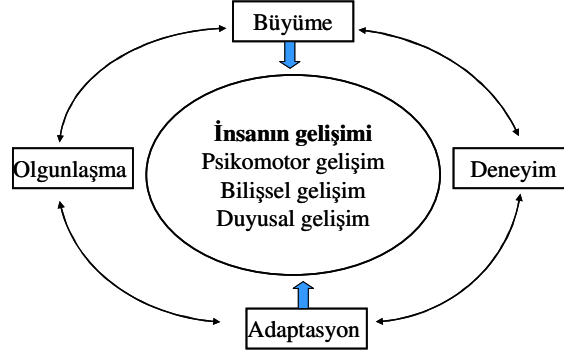 Büyüme
İnsanın gelişimi
Psikomotor gelişim
Bilişsel gelişim
Duyusal gelişim
Olgunlaşma
Deneyim
Adaptasyon